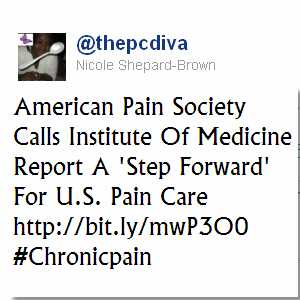 @thepcdiva
Nicole Shepard-Brown
American Pain Society
Calls Institute Of Medicine
Report A 'Step Forward'
For U.S. Pain Care
http://bit.ly/mwP3O0
#Chronicpain